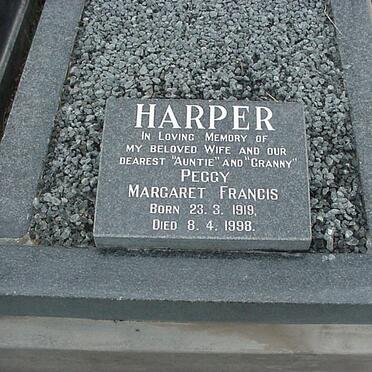 HARPER
IN LOVING MEMORY OF
MY BELOVED WIFE AND OUR
DEAREST "AUNTIE" AND "GRANNY"
PEGGY
MARGARET FRANCIS
BORN 23. 3. 1919,
DIED 8. 4. 1998.